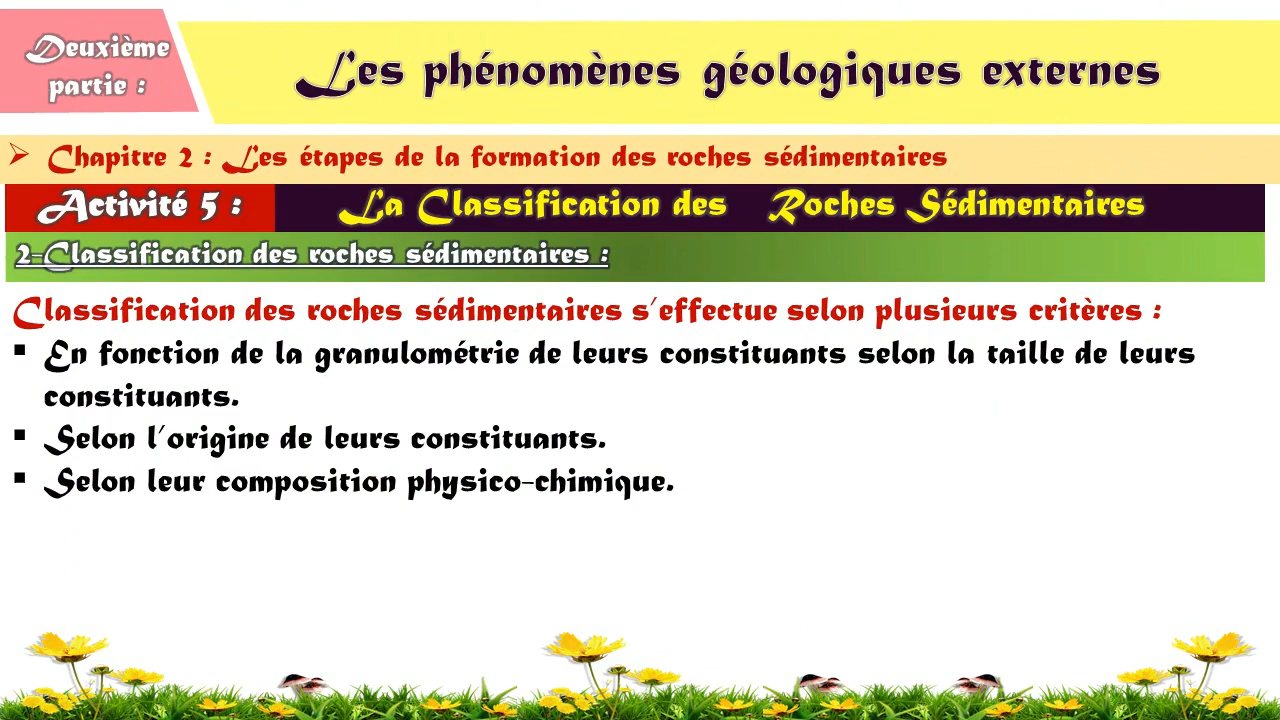 Deuxième
partie :
Les phénomènes géologiques externes
➢ Chapitre 2 : Les étapes de la formation des roches sédimentaires
Activité 5 : La Classification des Roches Sédimentaires
2-Classification des roches sédimentaires :
Classification des roches sédimentaires s'effectue selon plusieurs critères :
▪ En fonction de la granulométrie de leurs constituants selon la taille de leurs
constituants.
▪ Selon l'origine de leurs constituants.
▪ Selon leur composition physico-chimique.